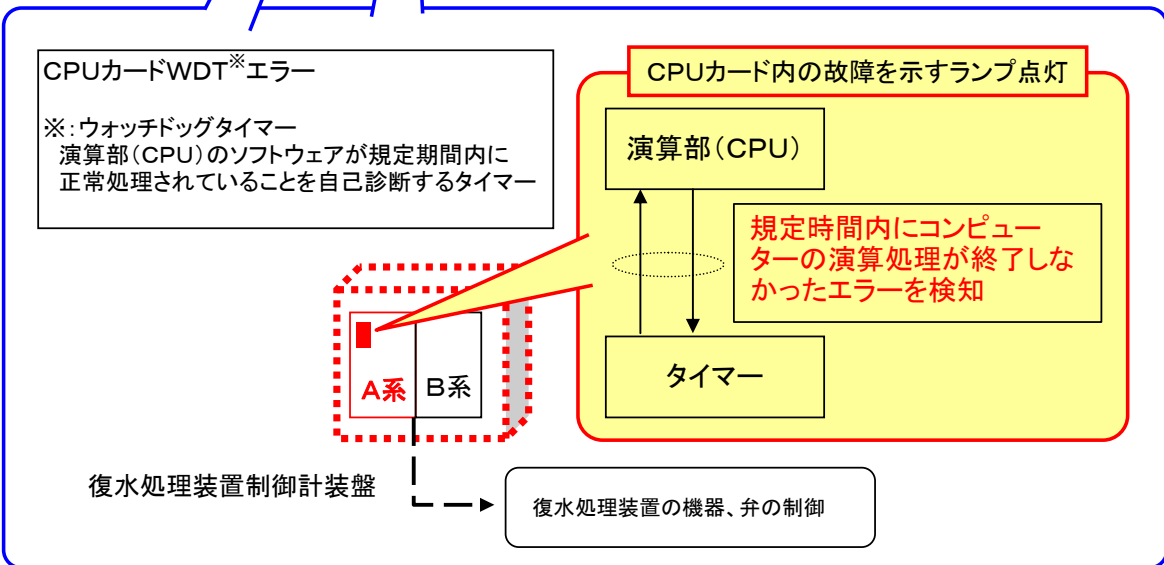 CPUカードWDT※エラー
※:ウォッチドッグタイマー
演算部(CPU)のソフトウェアが規定期間内に
正常処理されていることを自己診断するタイマー
CPUカード内の故障を示すランプ点灯
演算部(CPU)
規定時間内にコンピュー
ターの演算処理が終了しな
かったエラーを検知
タイマー
A系
B系
復水処理装置制御計装盤
復水処理装置の機器、弁の制御